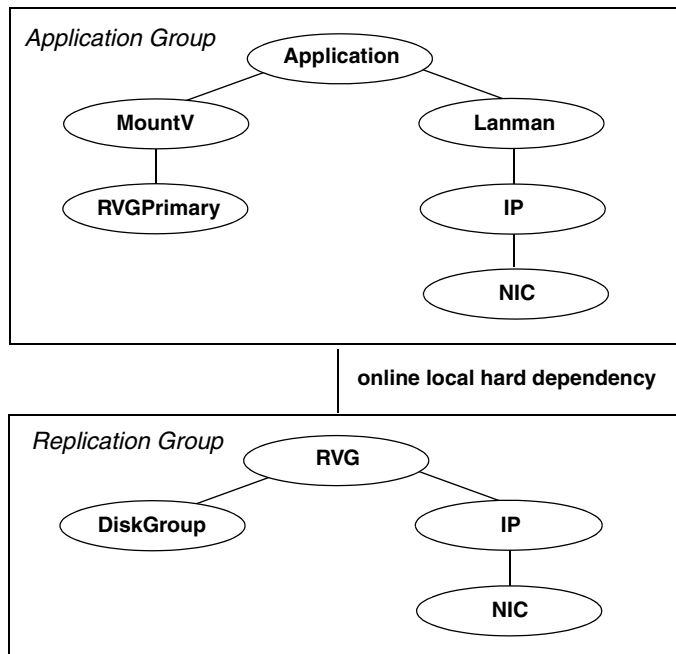 Application Group
Application
MountV
Lanman
RVGPrimary
IP
NIC
online local hard dependency
Replication Group
RVG
DiskGroup
IP
NIC